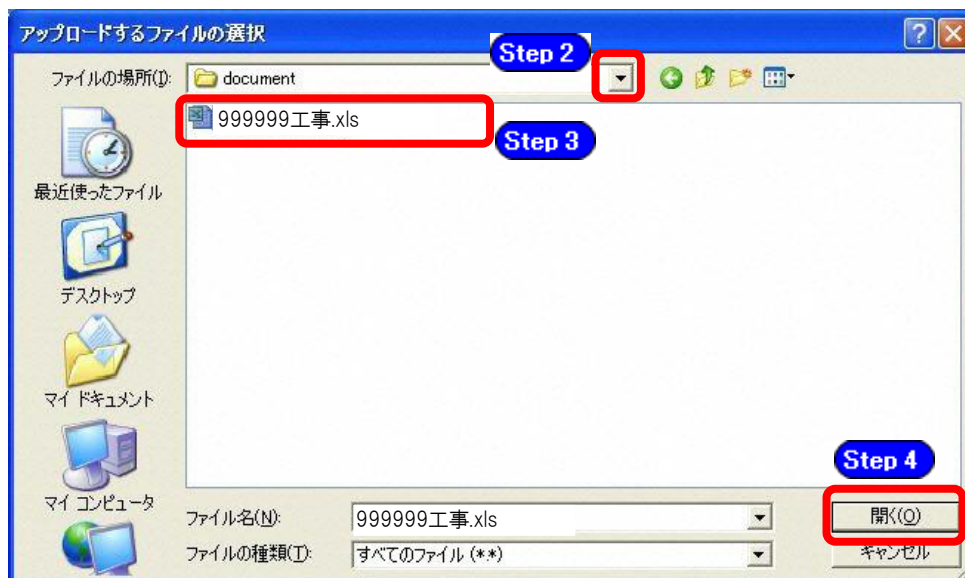 アップロードするファイルの選択
Step 2
ファイルの場所(I):
document
999999工事.xls
Step 3
最近使ったファイル
デスクトップ
マイ ドキュメント
マイ コンピュータ
Step 4
ファイル名(N):
999999工事.xls
開く(O)
ファイルの種類(T):
すべてのファイル (*.*)
キャンセル